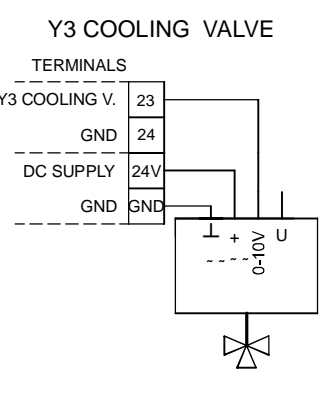 Y3 COOLING VALVE
TERMINALS
Y3 COOLING V. 23
GND 24
DC SUPPLY 24V
GND GND
⊥ + 0-10V U
~ ~ ~ ~